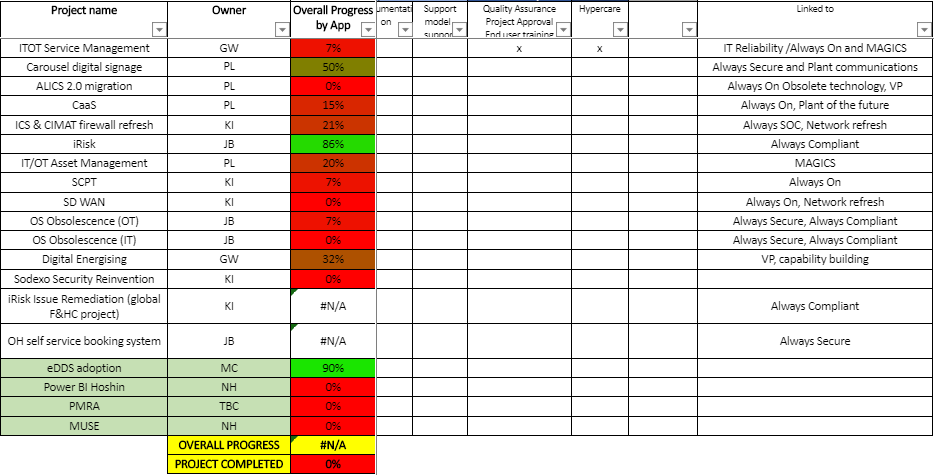 Project name Owner Overall Progress by App umentati on Support model suppor Quality Assurance Project Approval End user training Hypercare Linked to
ITOT Service Management GW 7% x x IT Reliability /Always On and MAGICS
Carousel digital signage PL 50% Always Secure and Plant communications
ALICS 2.0 migration PL 0% Always On Obsolete technology, VP
CaaS PL 15% Always On, Plant of the future
ICS & CIMAT firewall refresh KI 21% Always SOC, Network refresh
iRisk JB 86% Always Compliant
IT/OT Asset Management PL 20% MAGICS
SCPT KI 7% Always On
SD WAN KI 0% Always On, Network refresh
OS Obsolescence (OT) JB 7% Always Secure, Always Compliant
OS Obsolescence (IT) JB 0% Always Secure, Always Compliant
Digital Energising GW 32% VP, capability building
Sodexo Security Reinvention KI 0%
iRisk Issue Remediation (global F&HC project) KI #N/A Always Compliant
OH self service booking system JB #N/A Always Secure
eDDS adoption MC 90%
Power BI Hoshin NH 0%
PMRA TBC 0%
MUSE NH 0%
OVERALL PROGRESS #N/A
PROJECT COMPLETED 0%